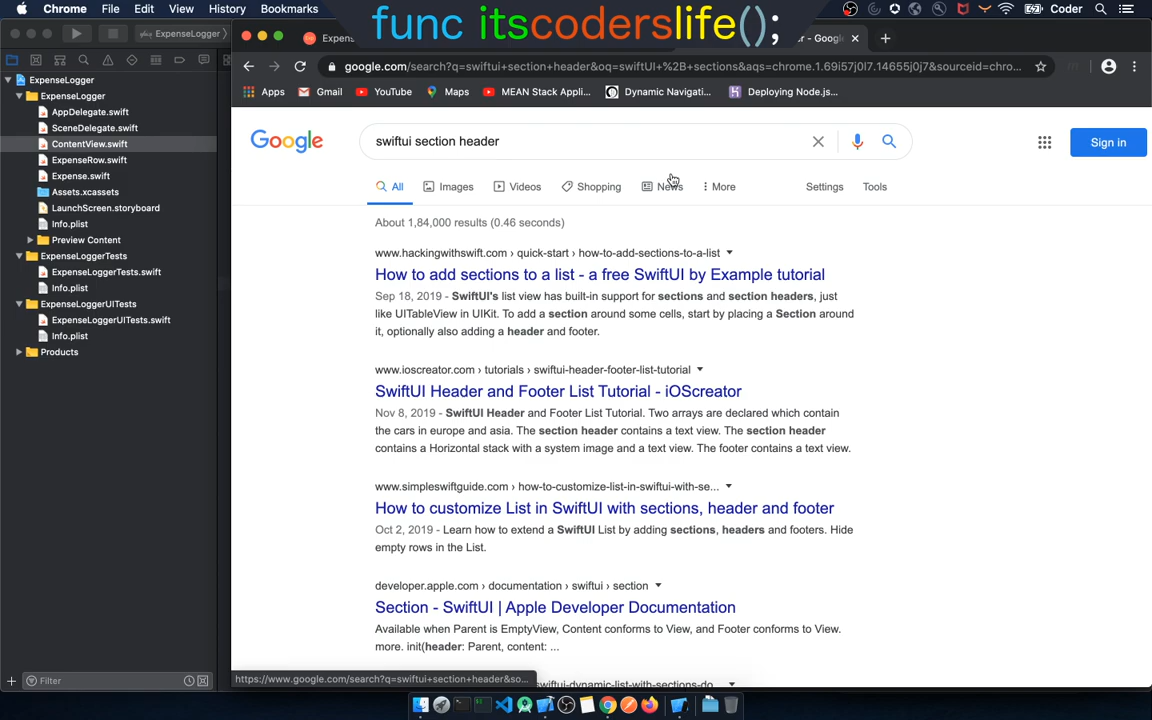 Chrome File Edit View History Bookmarks
Coder
func itscoderslife();
ExpenseLogger
Expens
- Googl
google.com/search?q=swiftui+section+header&oq=swiftUI+%2B+sections&aqs=chrome.1.69i57j0l7.14655j0j7&sourceid=chro...
Apps Gmail YouTube Maps MEAN Stack Appli... Dynamic Navigati... Deploying Node.js...
ExpenseLogger
ExpenseLogger
AppDelegate.swift
SceneDelegate.swift
ContentView.swift
ExpenseRow.swift
Expense.swift
Assets.xcassets
LaunchScreen.storyboard
Info.plist
Preview Content
ExpenseLoggerTests
ExpenseLoggerTests.swift
Info.plist
ExpenseLoggerUITests
ExpenseLoggerUITests.swift
Info.plist
Products
Filter
Google
swiftui section header
Sign in
All Images Videos Shopping News More Settings Tools
About 1,84,000 results (0.46 seconds)
www.hackingwithswift.com › quick-start › how-to-add-sections-to-a-list
How to add sections to a list - a free SwiftUI by Example tutorial
Sep 18, 2019 - SwiftUI's list view has built-in support for sections and section headers, just
like UITableView in UIKit. To add a section around some cells, start by placing a Section around
it, optionally also adding a header and footer.
www.ioscreator.com › tutorials › swiftui-header-footer-list-tutorial
SwiftUI Header and Footer List Tutorial - iOScreator
Nov 8, 2019 - SwiftUI Header and Footer List Tutorial. Two arrays are declared which contain
the cars in europe and asia. The section header contains a text view. The section header
contains a Horizontal stack with a system image and a text view. The footer contains a text view.
www.simpleswiftguide.com › how-to-customize-list-in-swiftui-with-se...
How to customize List in SwiftUI with sections, header and footer
Oct 2, 2019 - Learn how to extend a SwiftUI List by adding sections, headers and footers. Hide
empty rows in the List.
developer.apple.com › documentation › swiftui › section
Section - SwiftUI | Apple Developer Documentation
Available when Parent is EmptyView, Content conforms to View, and Footer conforms to View.
more. init(header: Parent, content: ...
https://www.google.com/search?q=swiftui+section+header&so...
swiftui-dynamic-list-with-sections-do...